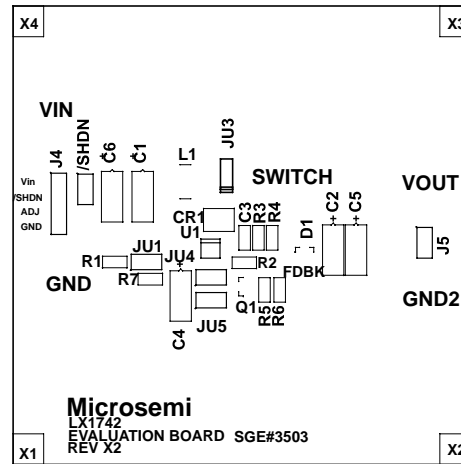 X4
X3
VIN
J4
/SHDN
C6
C1
L1
JU3
SWITCH
VOUT
Vin
/SHDN
ADJ
GND
CR1
U1
C3
R3
R4
D1
C2
C5
J5
R1
JU1
JU4
R2
FDBK
GND
R7
GND2
C4
JU5
Q1
R5
R6
Microsemi
LX1742
EVALUATION BOARD SGE#3503
REV X2
X1
X2